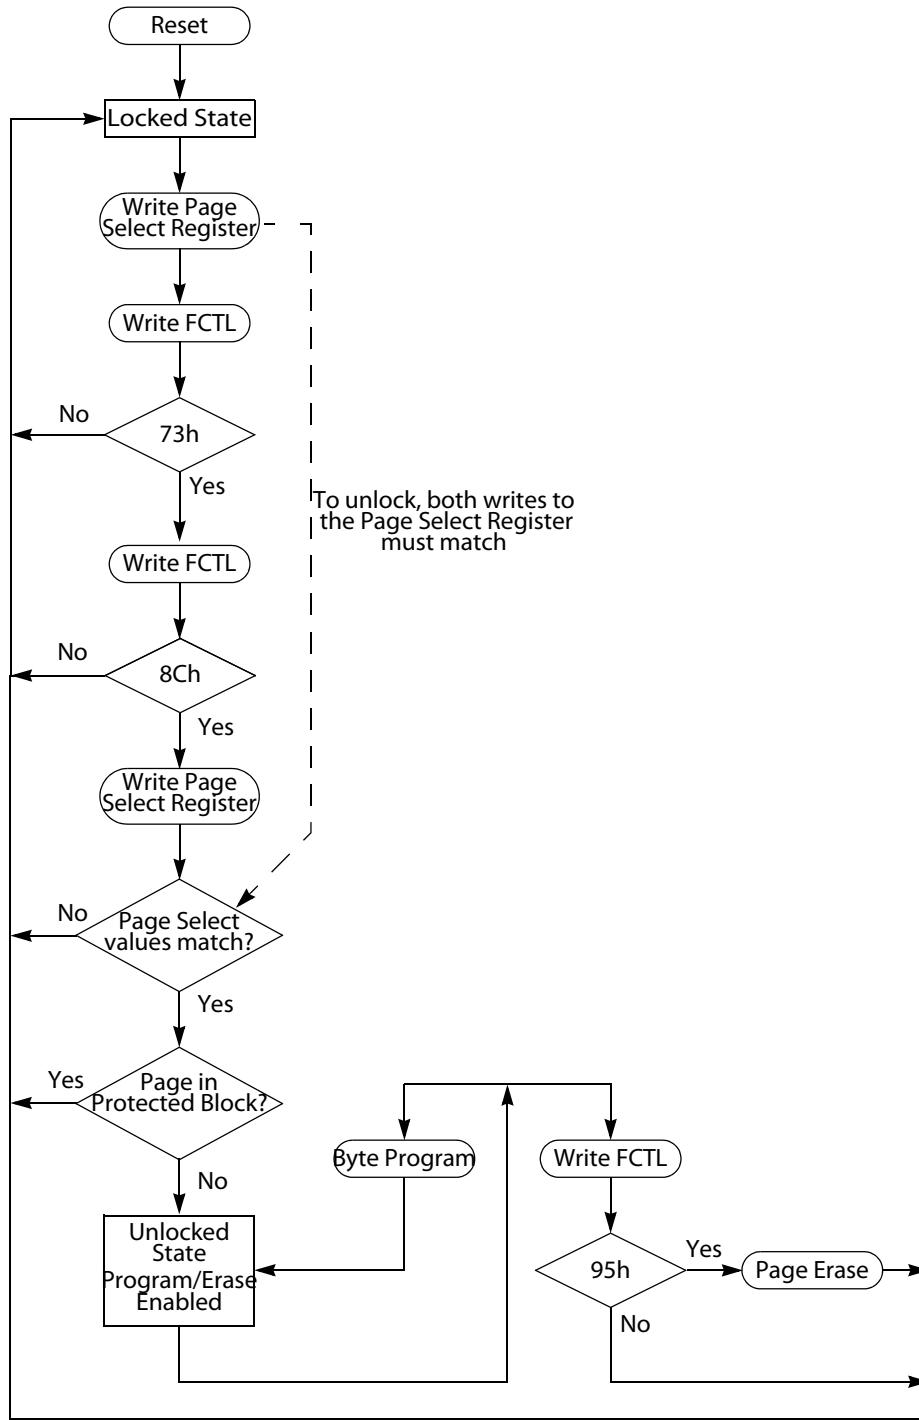 Reset
Locked State
Write Page
Select Register
Write FCTL
No
73h
Yes
To unlock, both writes to
the Page Select Register
must match
Write FCTL
No
8Ch
Yes
Write Page
Select Register
No
Page Select
values match?
Yes
Yes
Page in
Protected Block?
No
Byte Program
Write FCTL
Unlocked
State
Program/Erase
Enabled
95h
Yes
Page Erase
No